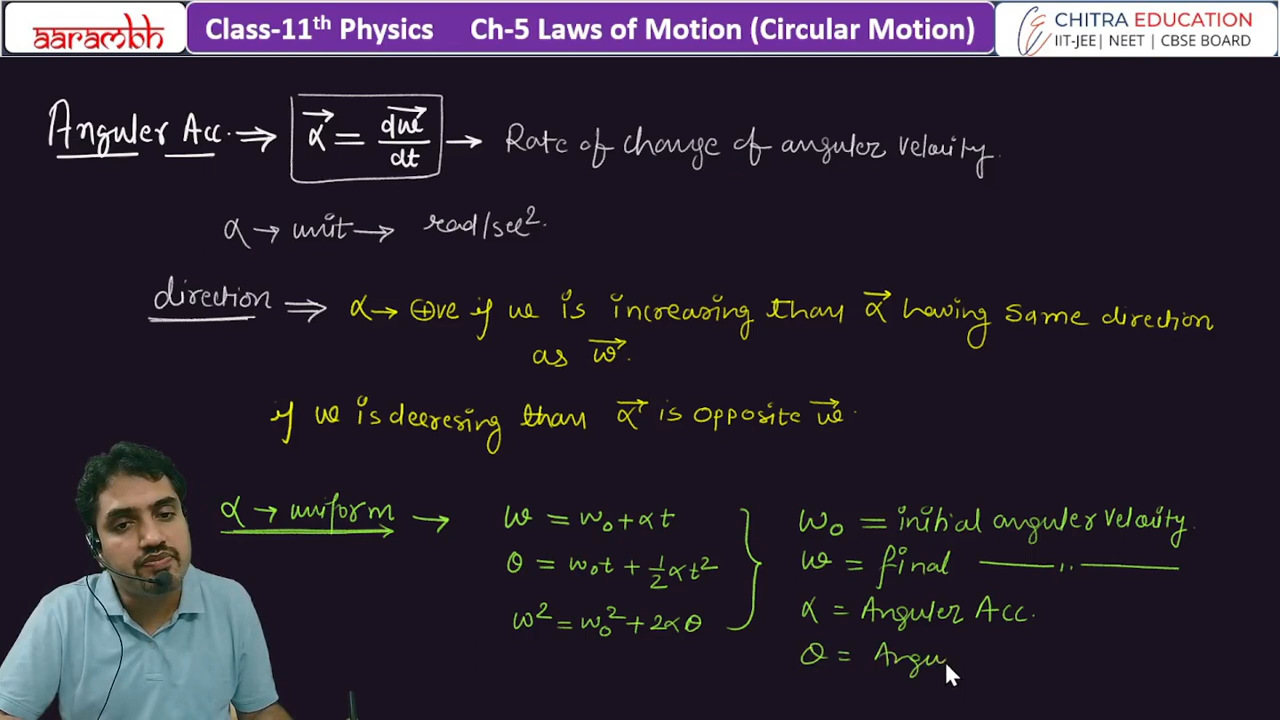 aarambh
Class-11th Physics Ch-5 Laws of Motion (Circular Motion)
CHITRA EDUCATION
IIT-JEE| NEET | CBSE BOARD
Anguler Acc. ⇒ α⃗ = dω⃗/dt → Rate of change of anguler velocity.
α → unit → read/sec².
direction ⇒ α → ⊕ve if ω is increasing than α⃗ having same direction
as ω⃗.
if ω is decresing than α⃗ is opposite ω⃗.
α → uniform → ω = ω₀ + αt
θ = ω₀t + ½αt²
ω² = ω₀² + 2αθ
ω₀ = initial anguler velocity.
ω = final —— ,, ——
α = Anguler Acc.
θ = Angu